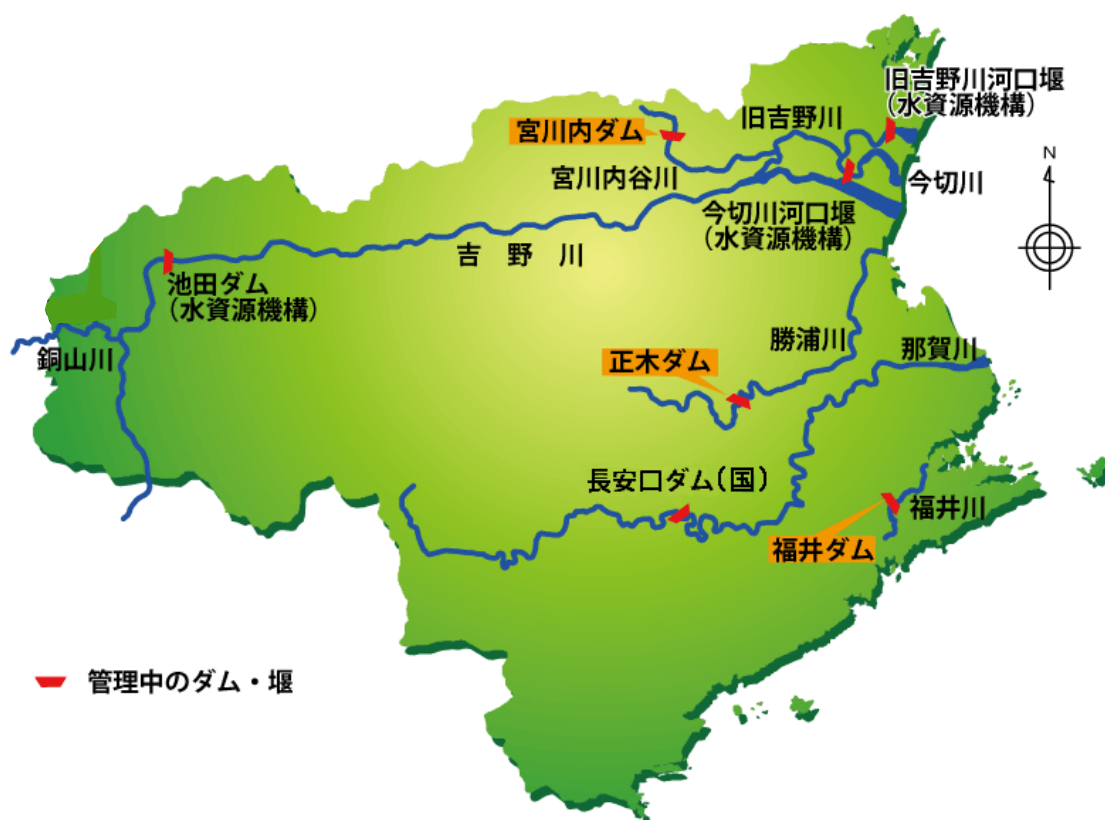 旧吉野川河口堰
(水資源機構)
旧吉野川
宮川内ダム
N
宮川内谷川
今切川
今切川河口堰
(水資源機構)
吉野川
池田ダム
(水資源機構)
勝浦川
那賀川
銅山川
正木ダム
長安口ダム(国)
福井川
福井ダム
管理中のダム・堰